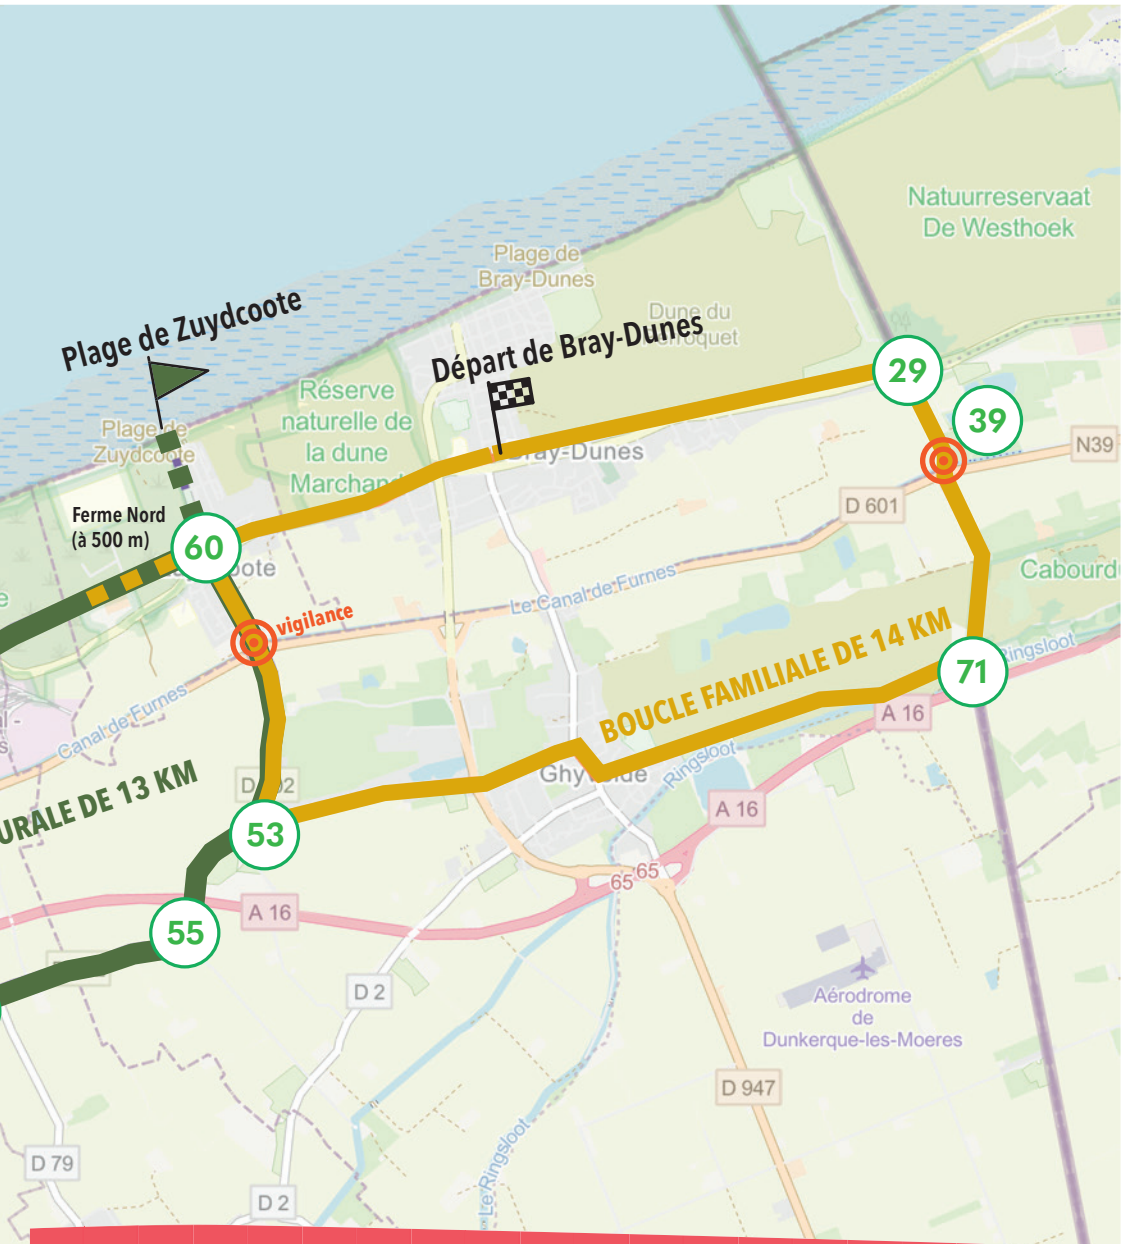 Natuurreservaat
De Westhoek
Plage de
Bray-Dunes
Plage de Zuydcoote
Dune du
Départ de Bray-Dunes
29
Réserve
naturelle de
la dune
Marchand
39
Plage de
Zuydcoote
N39
Bray-Dunes
D 601
Ferme Nord
(à 500 m)
60
Le Canal de Furnes
Cabourd
vigilance
BOUCLE FAMILIALE DE 14 KM
Ringsloot
71
Canal de Furnes
A 16
Ringsloot
URALE DE 13 KM
A 16
53
65
65
A 16
55
D 2
Aérodrome
de
Dunkerque-les-Moeres
D 947
Le Ringsloot
D 79
D 2